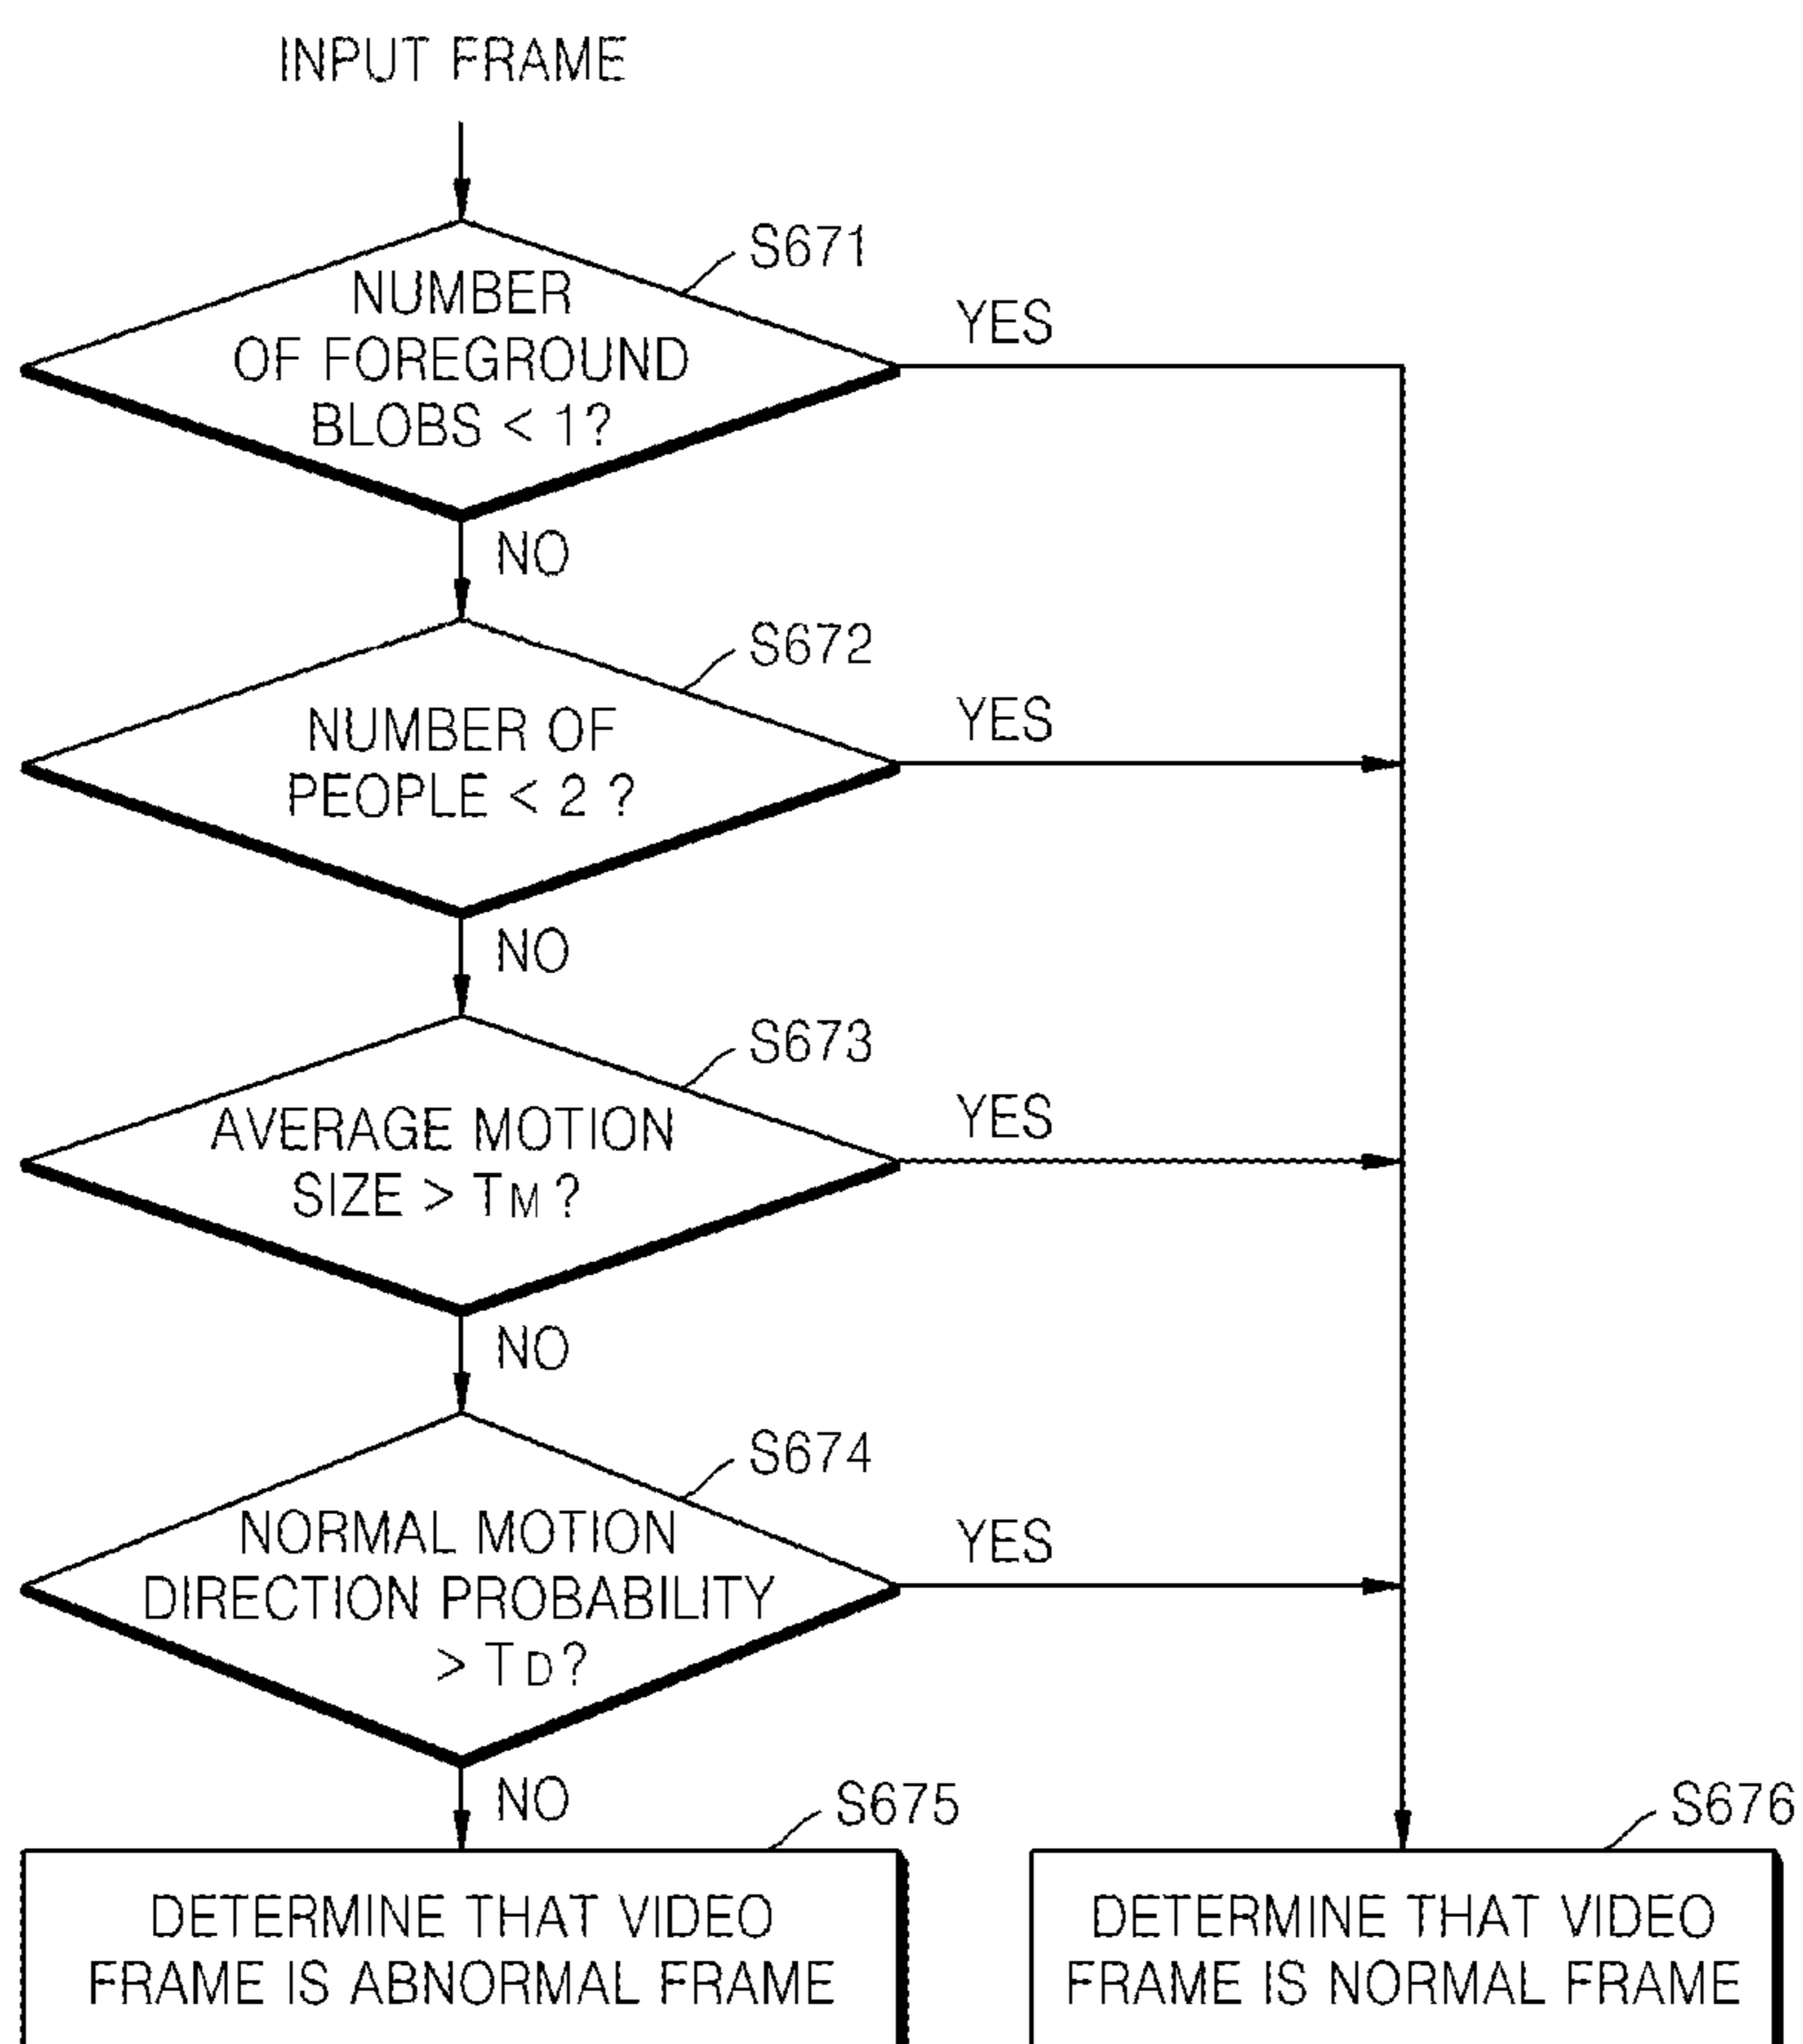 INPUT FRAME
S671
NUMBER
OF FOREGROUND
BLOBS < 1?
YES
NO
S672
NUMBER OF
PEOPLE < 2 ?
YES
NO
S673
AVERAGE MOTION
SIZE > TM ?
YES
NO
S674
NORMAL MOTION
DIRECTION PROBABILITY
> TD?
YES
NO
S675
DETERMINE THAT VIDEO
FRAME IS ABNORMAL FRAME
S676
DETERMINE THAT VIDEO
FRAME IS NORMAL FRAME